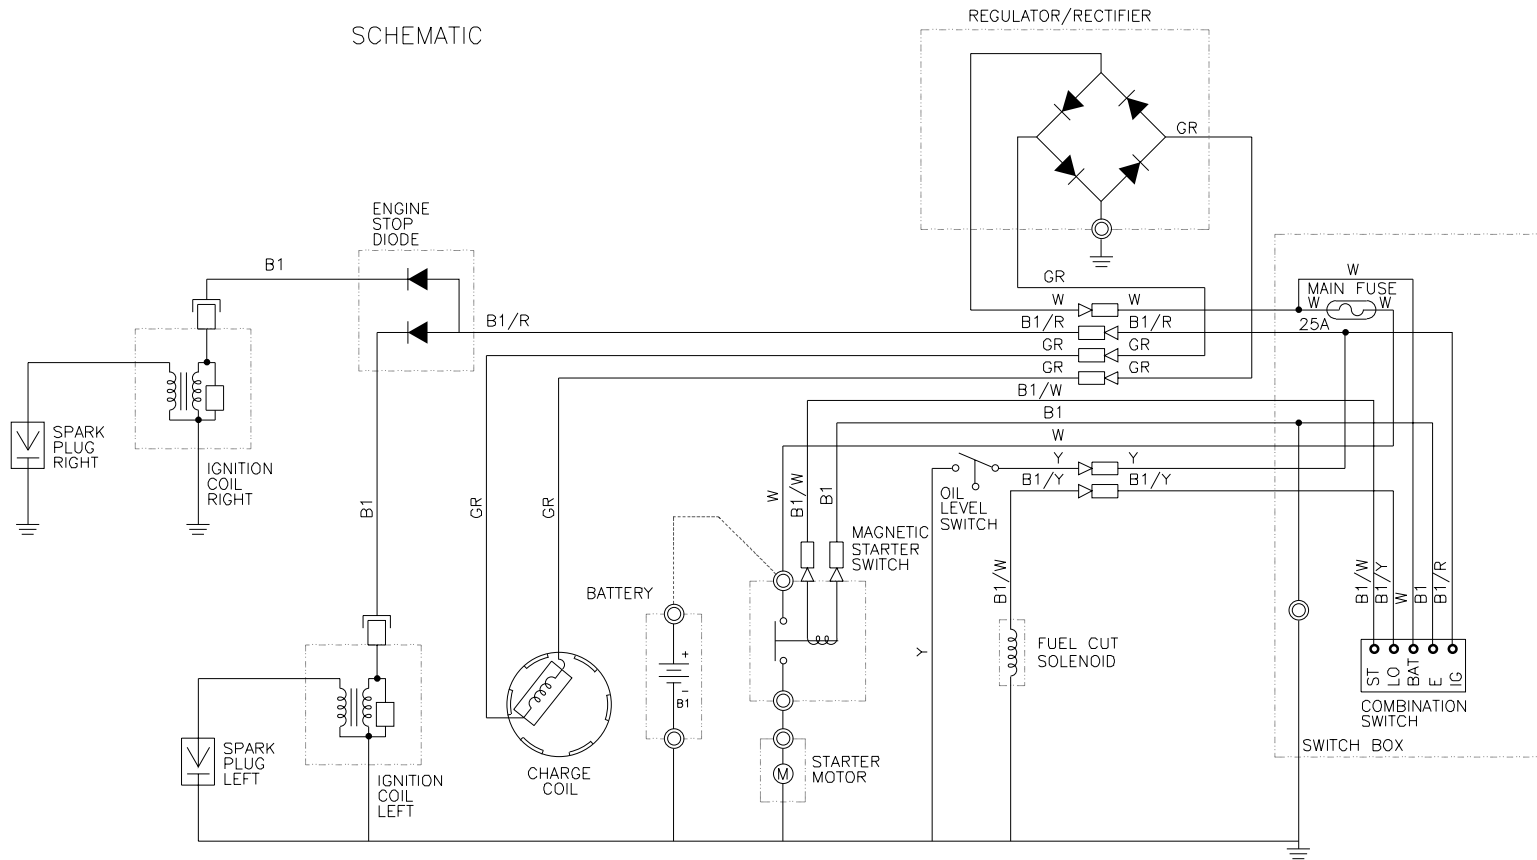 SCHEMATIC
REGULATOR/RECTIFIER
GR
ENGINE
STOP
DIODE
B1
B1/R
GR
W
W
B1/R
B1/R
GR
GR
GR
GR
B1/W
B1
W
Y
Y
B1/Y
B1/Y
W
MAIN FUSE
W
W
25A
SPARK
PLUG
RIGHT
IGNITION
COIL
RIGHT
B1
GR
GR
W
B1/W
B1
OIL
LEVEL
SWITCH
MAGNETIC
STARTER
SWITCH
BATTERY
+
−
B1
Y
B1/W
FUEL CUT
SOLENOID
B1/W
B1/Y
W
B1
B1/R
ST
LO
BAT
E
IG
COMBINATION
SWITCH
SWITCH BOX
SPARK
PLUG
LEFT
IGNITION
COIL
LEFT
CHARGE
COIL
M
STARTER
MOTOR